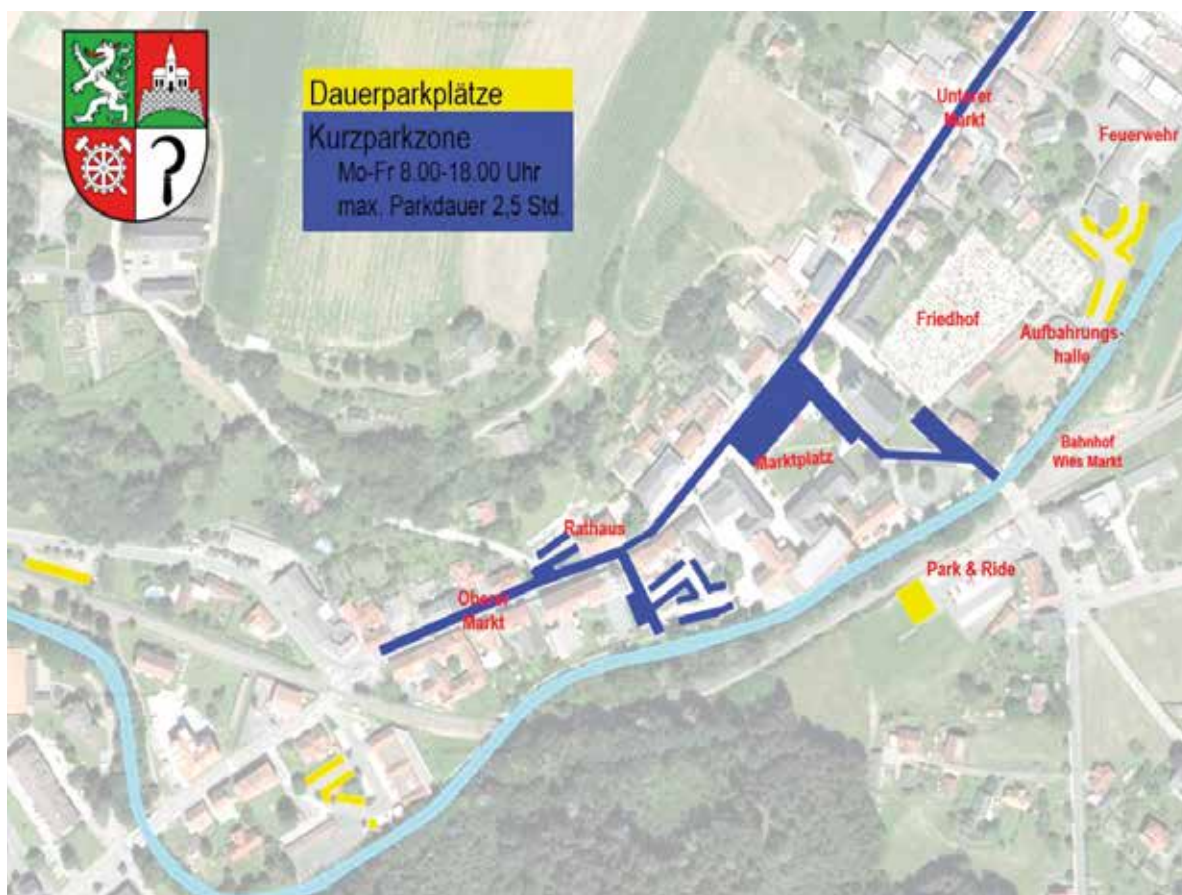 Dauerparkplätze
Kurzparkzone
Mo-Fr 8.00-18.00 Uhr
max. Parkdauer 2,5 Std.
Unterer
Markt
Feuerwehr
Friedhof
Aufbahrungs-
halle
Bahnhof
Wies Markt
Marktplatz
Rathaus
Park & Ride
Oberer
Markt